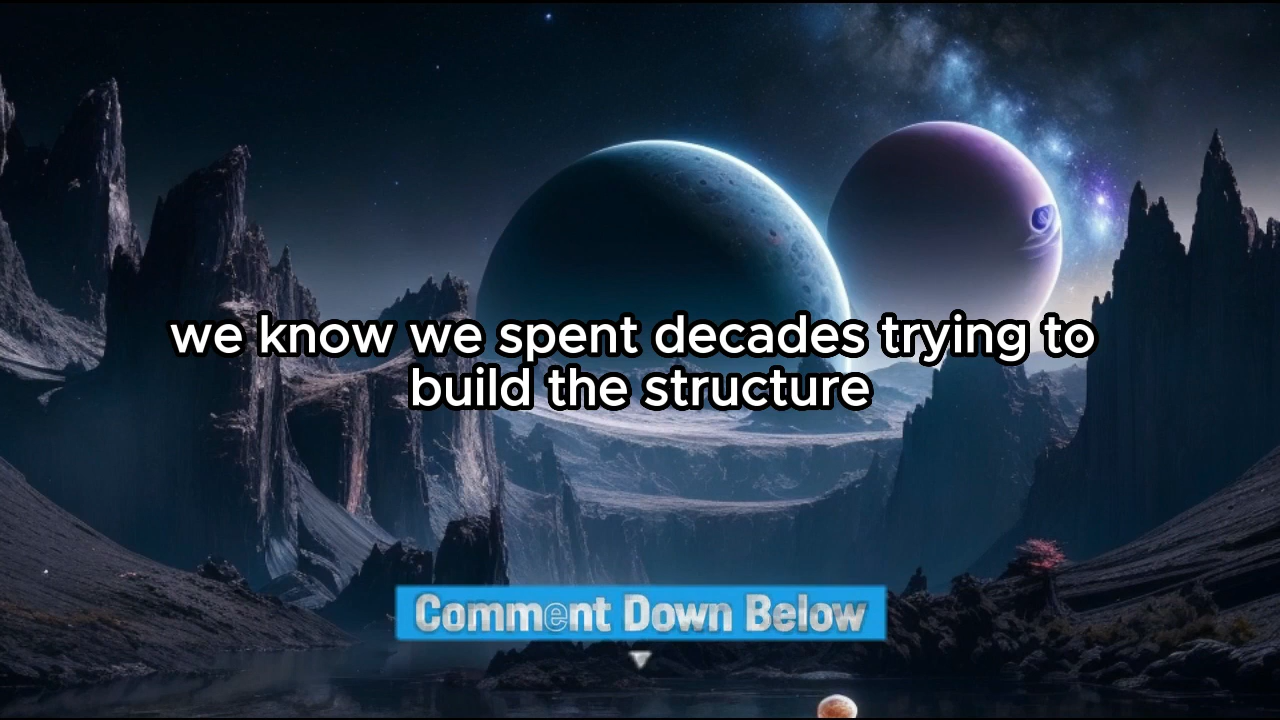 we know we spent decades trying to
build the structure
Comment Down Below